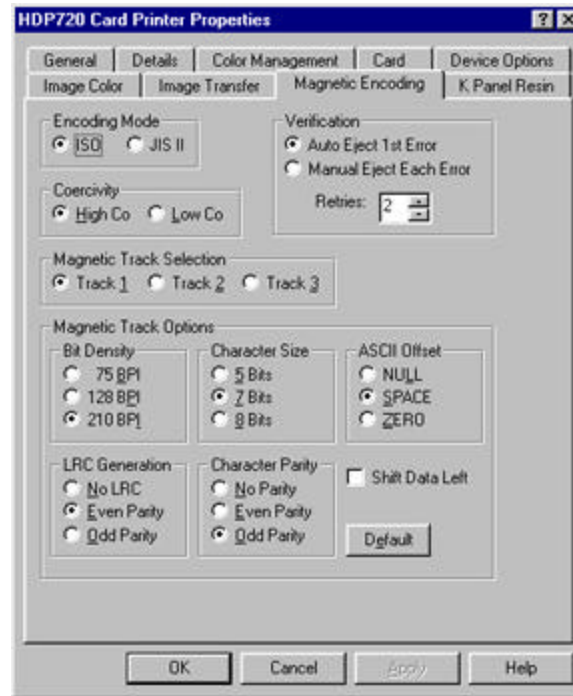 HDP720 Card Printer Properties
General Details Color Management Card Device Options
Image Color Image Transfer Magnetic Encoding K Panel Resin
Encoding Mode
ISO JIS II
Verification
Auto Eject 1st Error
Manual Eject Each Error
Retries: 2
Coercivity
High Co Low Co
Magnetic Track Selection
Track 1 Track 2 Track 3
Magnetic Track Options
Bit Density
75 BPI
128 BPI
210 BPI
Character Size
5 Bits
7 Bits
8 Bits
ASCII Offset
NULL
SPACE
ZERO
LRC Generation
No LRC
Even Parity
Odd Parity
Character Parity
No Parity
Even Parity
Odd Parity
Shift Data Left
Default
OK Cancel Apply Help